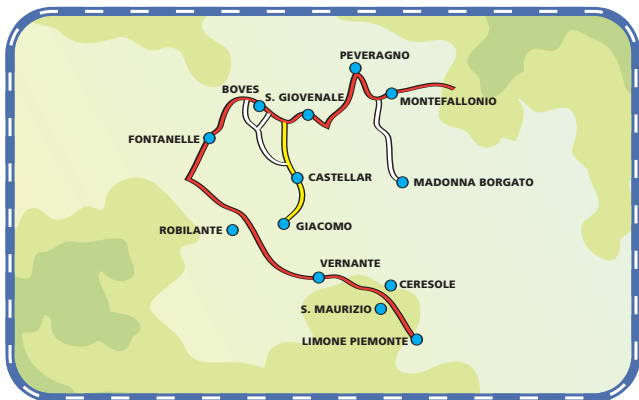 PEVERAGNO
BOVES
S. GIOVENALE
MONTEFALLONIO
FONTANELLE
CASTELLAR
MADONNA BORGATO
ROBILANTE
GIACOMO
VERNANTE
CERESOLE
S. MAURIZIO
LIMONE PIEMONTE